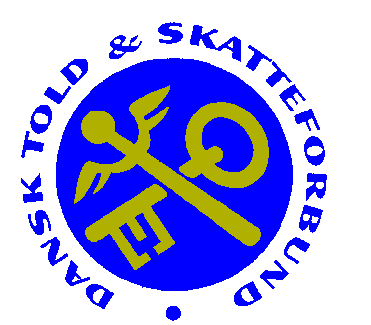 DANSK TOLD & SKATTEFORBUND